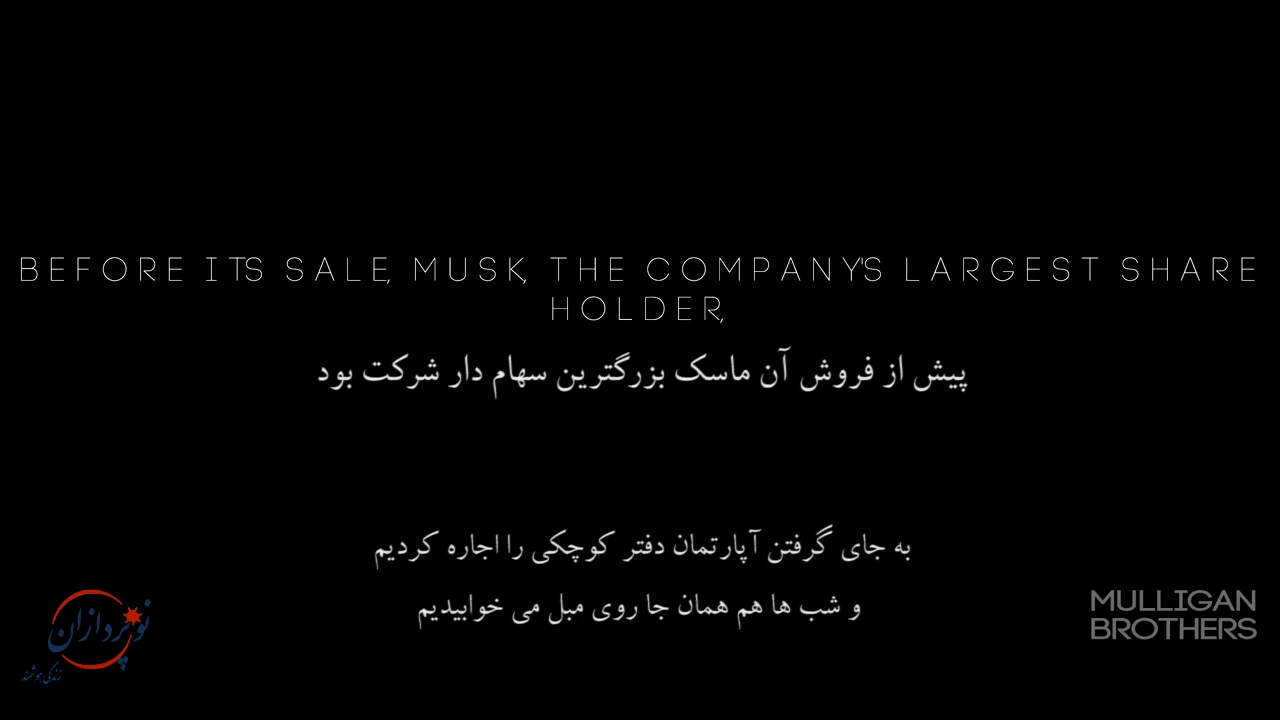 BEFORE ITS SALE, MUSK, THE COMPANY'S LARGEST SHARE
HOLDER,
پیش از فروش آن ماسک بزرگترین سهام دار شرکت بود
به جای گرفتن آپارتمان دفتر کوچکی را اجاره کردیم
و شب ها هم همان جا روی مبل می خوابیدیم
نوپردازان
زندگی هوشمند
MULLIGAN
BROTHERS